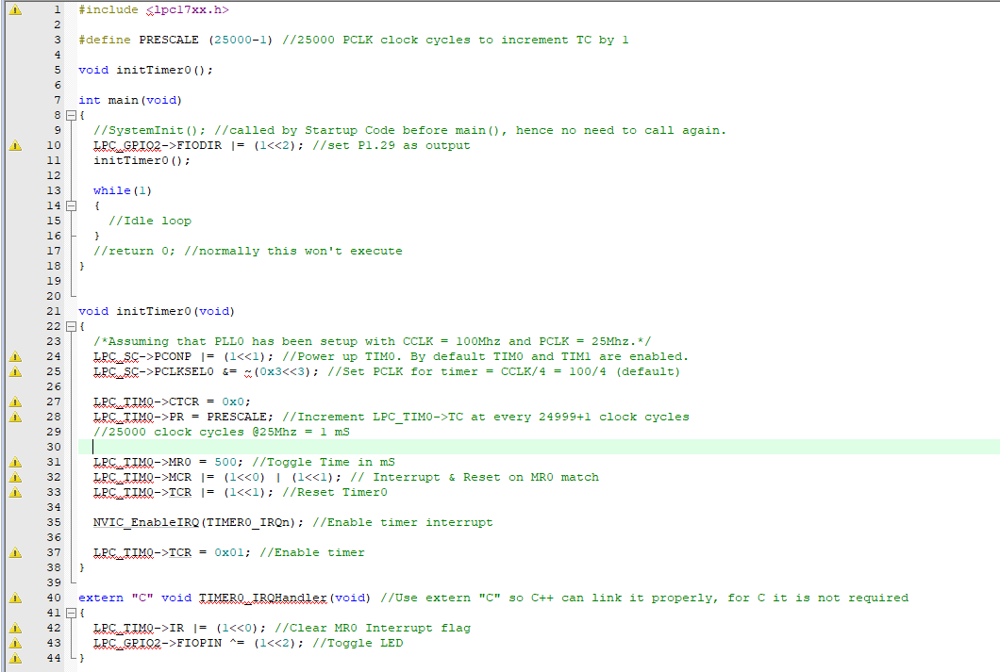 1 #include <lpc17xx.h>
2
3 #define PRESCALE (25000-1) //25000 PCLK clock cycles to increment TC by 1
4
5 void initTimer0();
6
7 int main(void)
8 {
9 //SystemInit(); //called by Startup Code before main(), hence no need to call again.
10 LPC_GPIO2->FIODIR |= (1<<2); //set P1.29 as output
11 initTimer0();
12
13 while(1)
14 {
15 //Idle loop
16 }
17 //return 0; //normally this won't execute
18 }
19
20
21 void initTimer0(void)
22 {
23 /*Assuming that PLL0 has been setup with CCLK = 100Mhz and PCLK = 25Mhz.*/
24 LPC_SC->PCONP |= (1<<1); //Power up TIM0. By default TIM0 and TIM1 are enabled.
25 LPC_SC->PCLKSEL0 &= ~(0x3<<3); //Set PCLK for timer = CCLK/4 = 100/4 (default)
26
27 LPC_TIM0->CTCR = 0x0;
28 LPC_TIM0->PR = PRESCALE; //Increment LPC_TIM0->TC at every 24999+1 clock cycles
29 //25000 clock cycles @25Mhz = 1 mS
30
31 LPC_TIM0->MR0 = 500; //Toggle Time in mS
32 LPC_TIM0->MCR |= (1<<0) | (1<<1); // Interrupt & Reset on MR0 match
33 LPC_TIM0->TCR |= (1<<1); //Reset Timer0
34
35 NVIC_EnableIRQ(TIMER0_IRQn); //Enable timer interrupt
36
37 LPC_TIM0->TCR = 0x01; //Enable timer
38 }
39
40 extern "C" void TIMER0_IRQHandler(void) //Use extern "C" so C++ can link it properly, for C it is not required
41 {
42 LPC_TIM0->IR |= (1<<0); //Clear MR0 Interrupt flag
43 LPC_GPIO2->FIOPIN ^= (1<<2); //Toggle LED
44 }